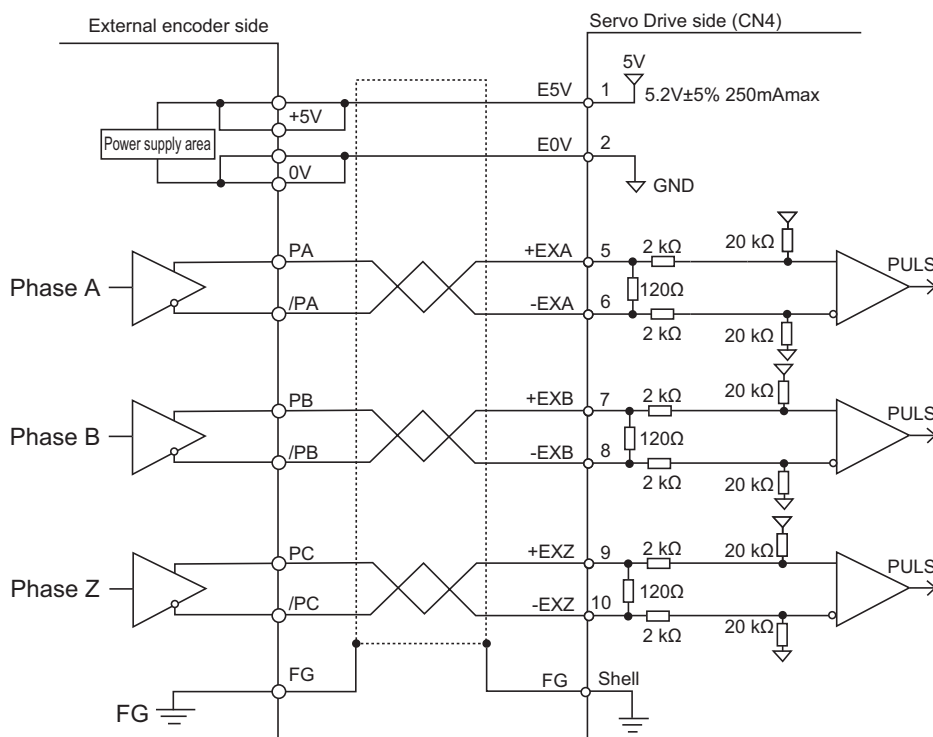 External encoder side
Servo Drive side (CN4)
5V
E5V
1
5.2V±5% 250mAmax
+5V
Power supply area
E0V
2
0V
GND
PA
+EXA
5
2 kΩ
20 kΩ
PULS
Phase A
120Ω
/PA
-EXA
6
2 kΩ
20 kΩ
PB
+EXB
7
2 kΩ
20 kΩ
PULS
Phase B
120Ω
/PB
-EXB
8
2 kΩ
20 kΩ
PC
+EXZ
9
2 kΩ
20 kΩ
PULS
Phase Z
120Ω
/PC
-EXZ
10
2 kΩ
20 kΩ
FG
FG
Shell
FG